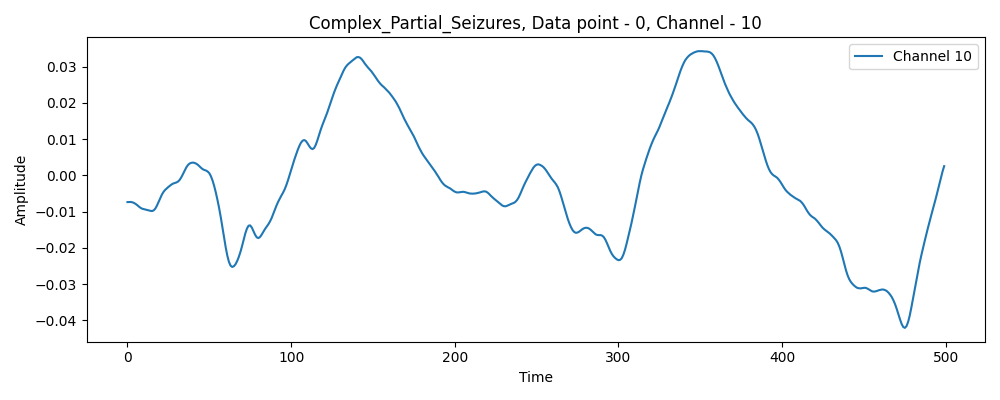 Complex_Partial_Seizures, Data point - 0, Channel - 10
Channel 10
Amplitude
0.03
0.02
0.01
0.00
−0.01
−0.02
−0.03
−0.04
0 100 200 300 400 500
Time